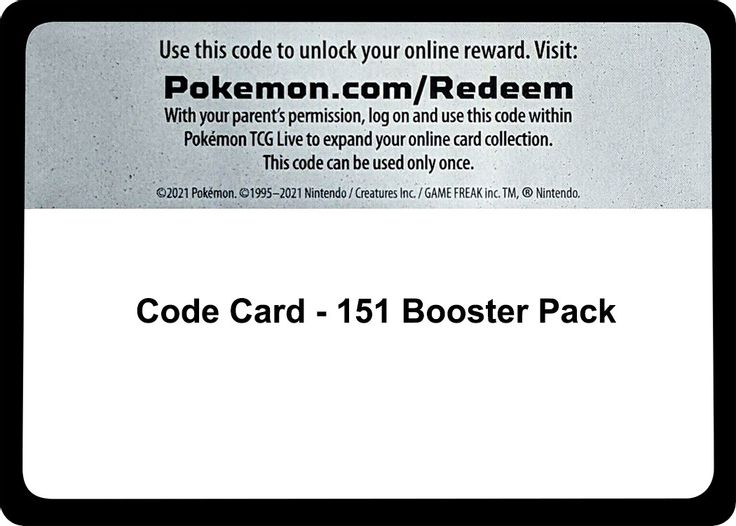 Use this code to unlock your online reward. Visit:
Pokemon.com/Redeem
With your parent's permission, log on and use this code within
Pokémon TCG Live to expand your online card collection.
This code can be used only once.
©2021 Pokémon. ©1995–2021 Nintendo / Creatures Inc. / GAME FREAK inc. TM, ® Nintendo.
Code Card - 151 Booster Pack